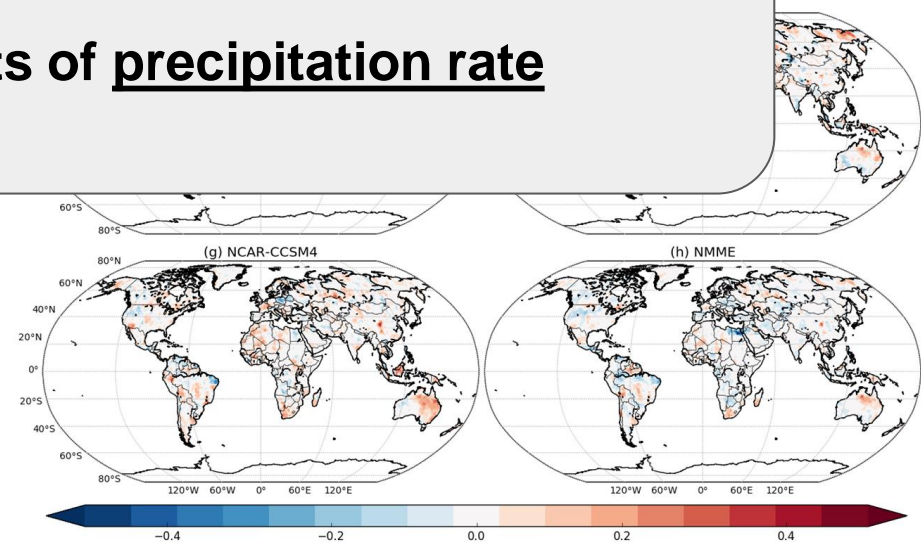 ts of precipitation rate
60°S
80°S
(g) NCAR-CCSM4
(h) NMME
80°N
60°N
40°N
20°N
0°
20°S
40°S
60°S
80°S
120°W 60°W 0° 60°E 120°E
120°W 60°W 0° 60°E 120°E
−0.4 −0.2 0.0 0.2 0.4